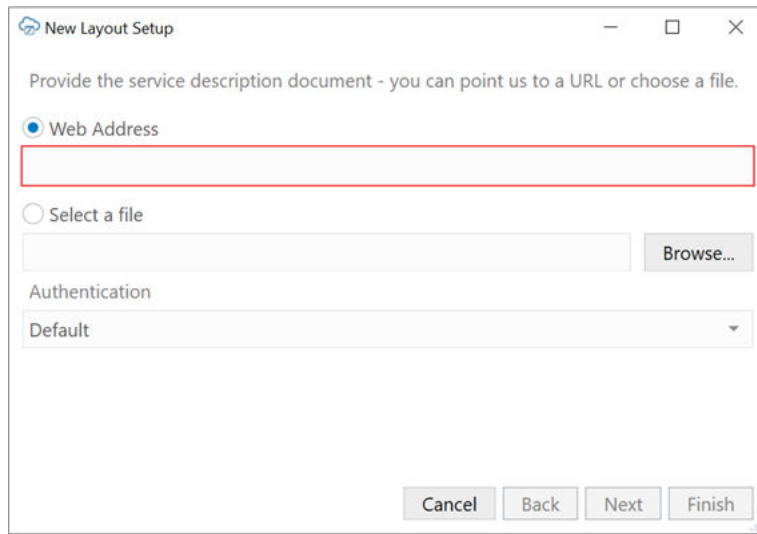 New Layout Setup
Provide the service description document - you can point us to a URL or choose a file.
Web Address
Select a file
Browse...
Authentication
Default
Cancel Back Next Finish